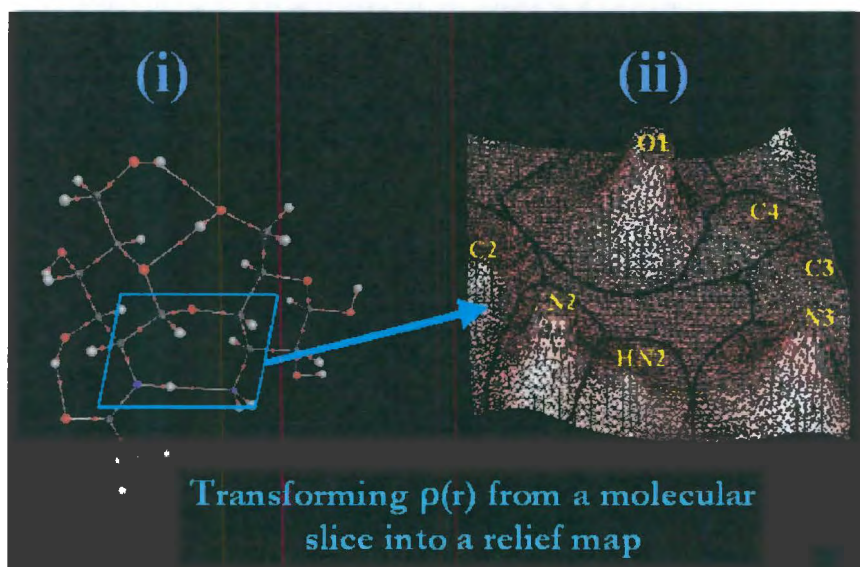 (i)
(ii)
O1
C4
C2
C3
N2
N3
HN2
Transforming ρ(r) from a molecular
slice into a relief map